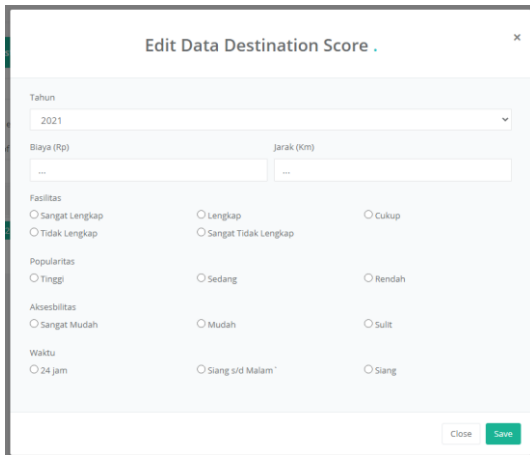 Edit Data Destination Score .
×
Tahun
2021
Biaya (Rp) Jarak (Km)
... ...
Fasilitas
Sangat Lengkap Lengkap Cukup
Tidak Lengkap Sangat Tidak Lengkap
Popularitas
Tinggi Sedang Rendah
Aksesbilitas
Sangat Mudah Mudah Sulit
Waktu
24 jam Siang s/d Malam` Siang
Close Save